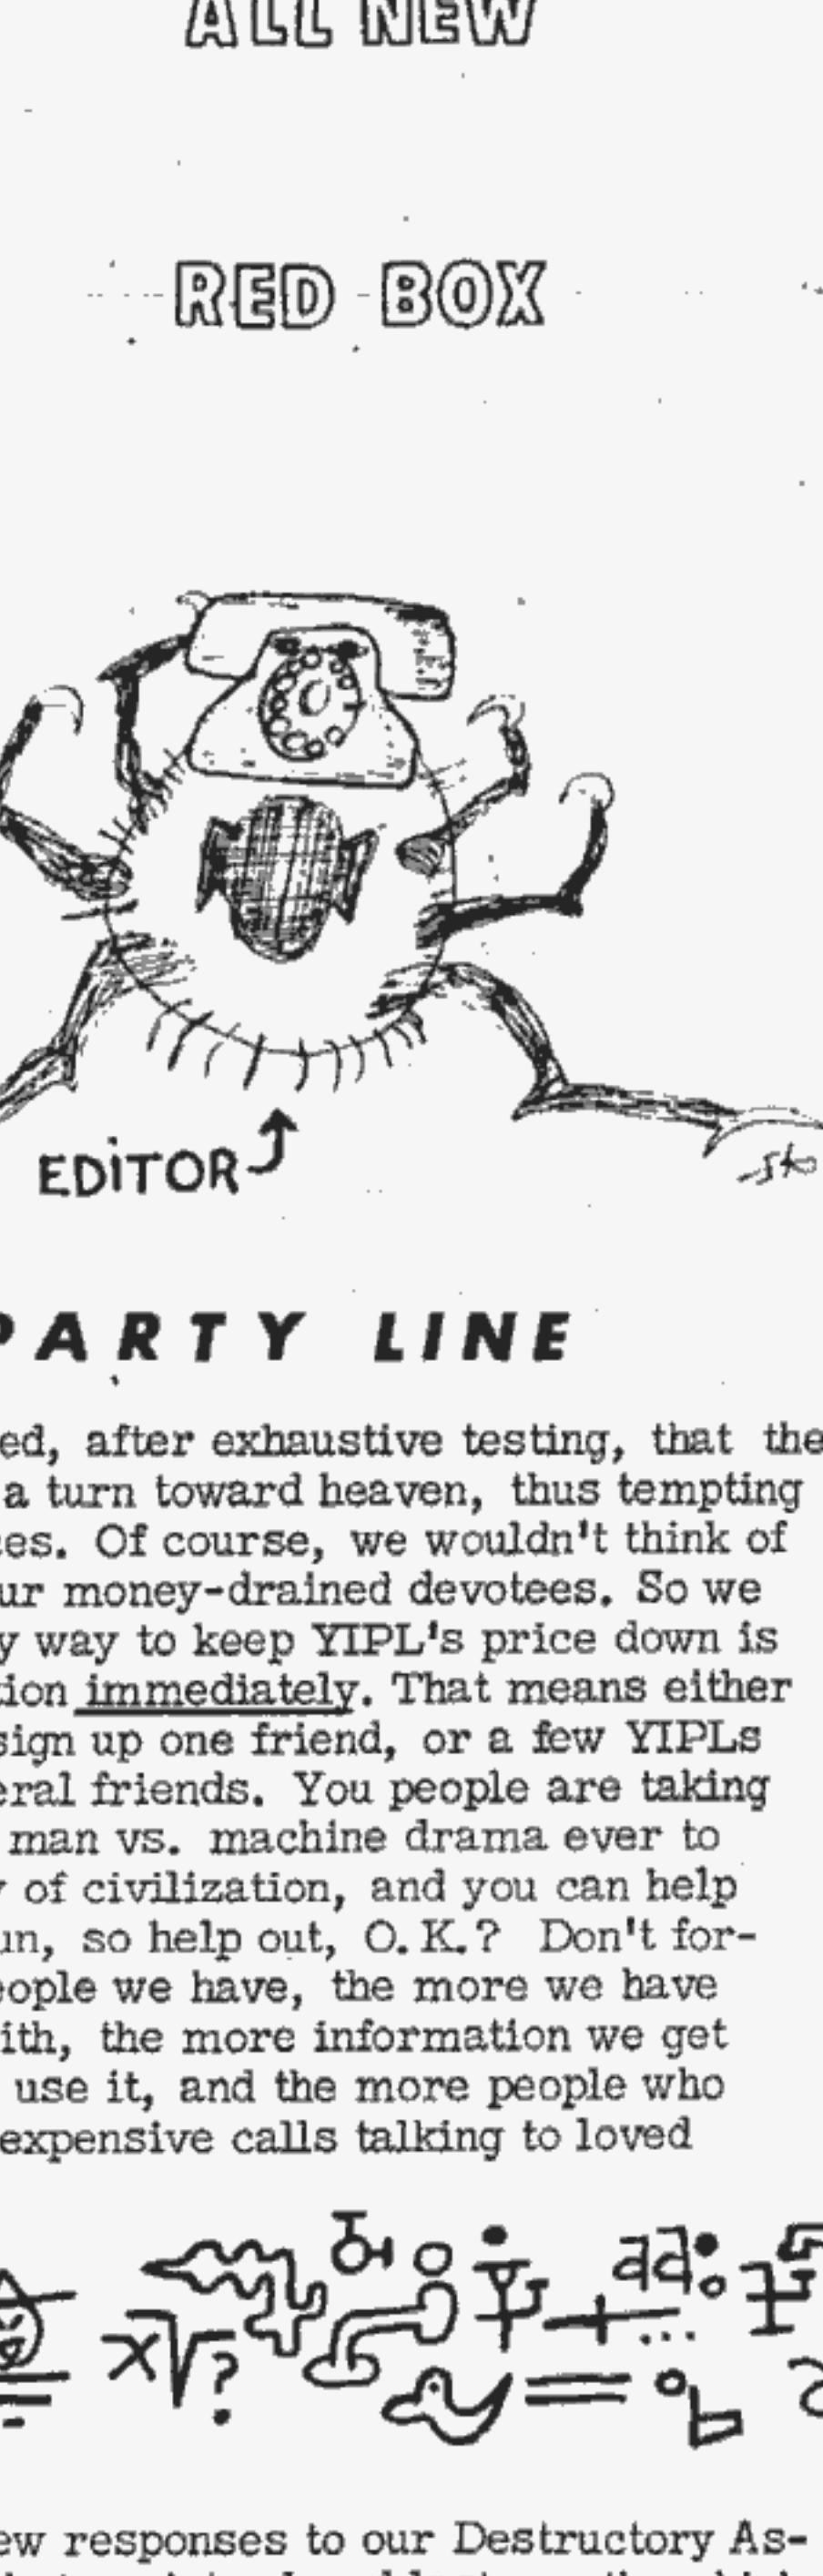 ALL NEW
RED BOX
EDiTOR
PARTY LINE
ed, after exhaustive testing, that the
a turn toward heaven, thus tempting
es. Of course, we wouldn't think of
ur money-drained devotees. So we
y way to keep YIPL's price down is
tion immediately. That means either
sign up one friend, or a few YIPLs
eral friends. You people are taking
man vs. machine drama ever to
y of civilization, and you can help
un, so help out, O.K.? Don't for-
eople we have, the more we have
ith, the more information we get
use it, and the more people who
expensive calls talking to loved
x√?
ew responses to our Destructory As-